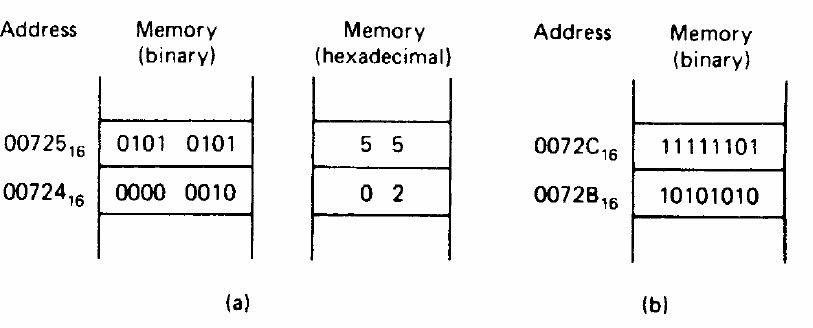 Address Memory (binary) Memory (hexadecimal) Address Memory (binary)
00725₁₆ 0101 0101 5 5 0072C₁₆ 11111101
00724₁₆ 0000 0010 0 2 0072B₁₆ 10101010
(a) (b)